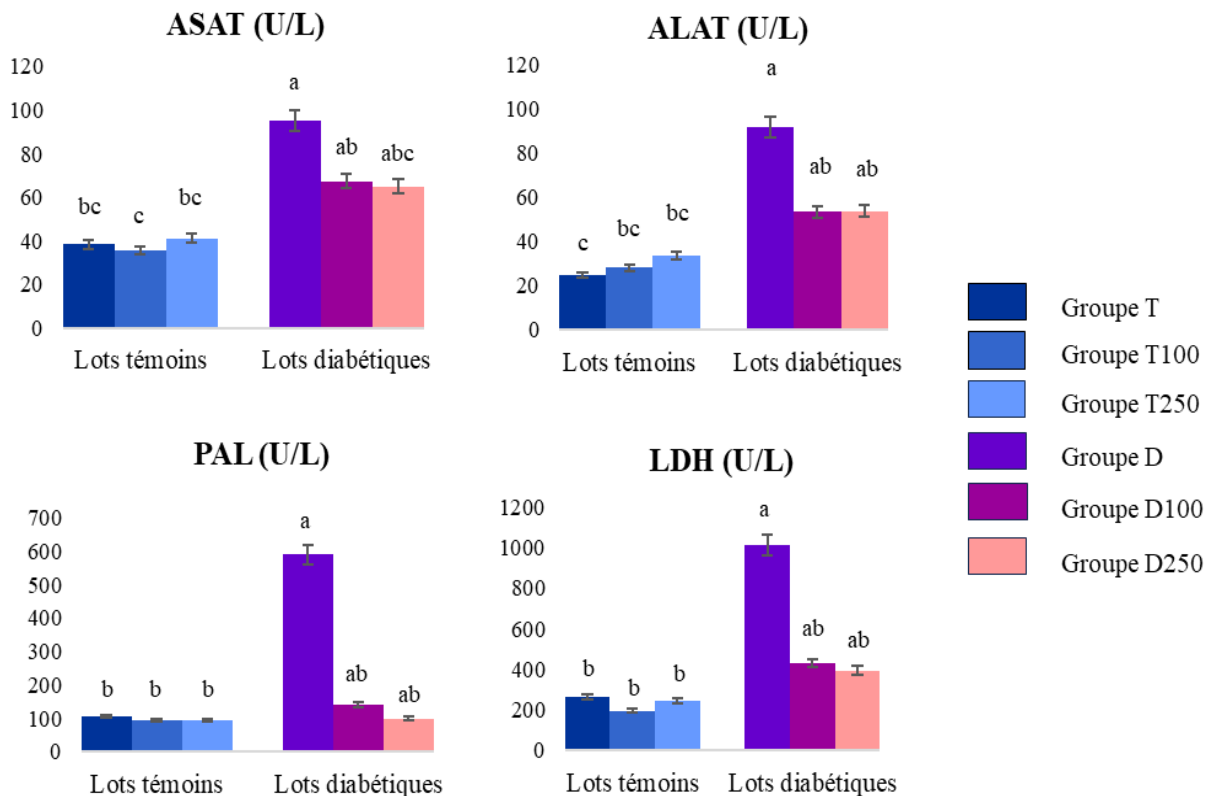 ASAT (U/L)
120
100
80
60
40
20
0
bc
c
bc
a
ab
abc
Lots témoins
Lots diabétiques
ALAT (U/L)
120
100
80
60
40
20
0
c
bc
bc
a
ab
ab
Lots témoins
Lots diabétiques
PAL (U/L)
700
600
500
400
300
200
100
0
b
b
b
a
ab
ab
Lots témoins
Lots diabétiques
LDH (U/L)
1200
1000
800
600
400
200
0
b
b
b
a
ab
ab
Lots témoins
Lots diabétiques
Groupe T
Groupe T100
Groupe T250
Groupe D
Groupe D100
Groupe D250